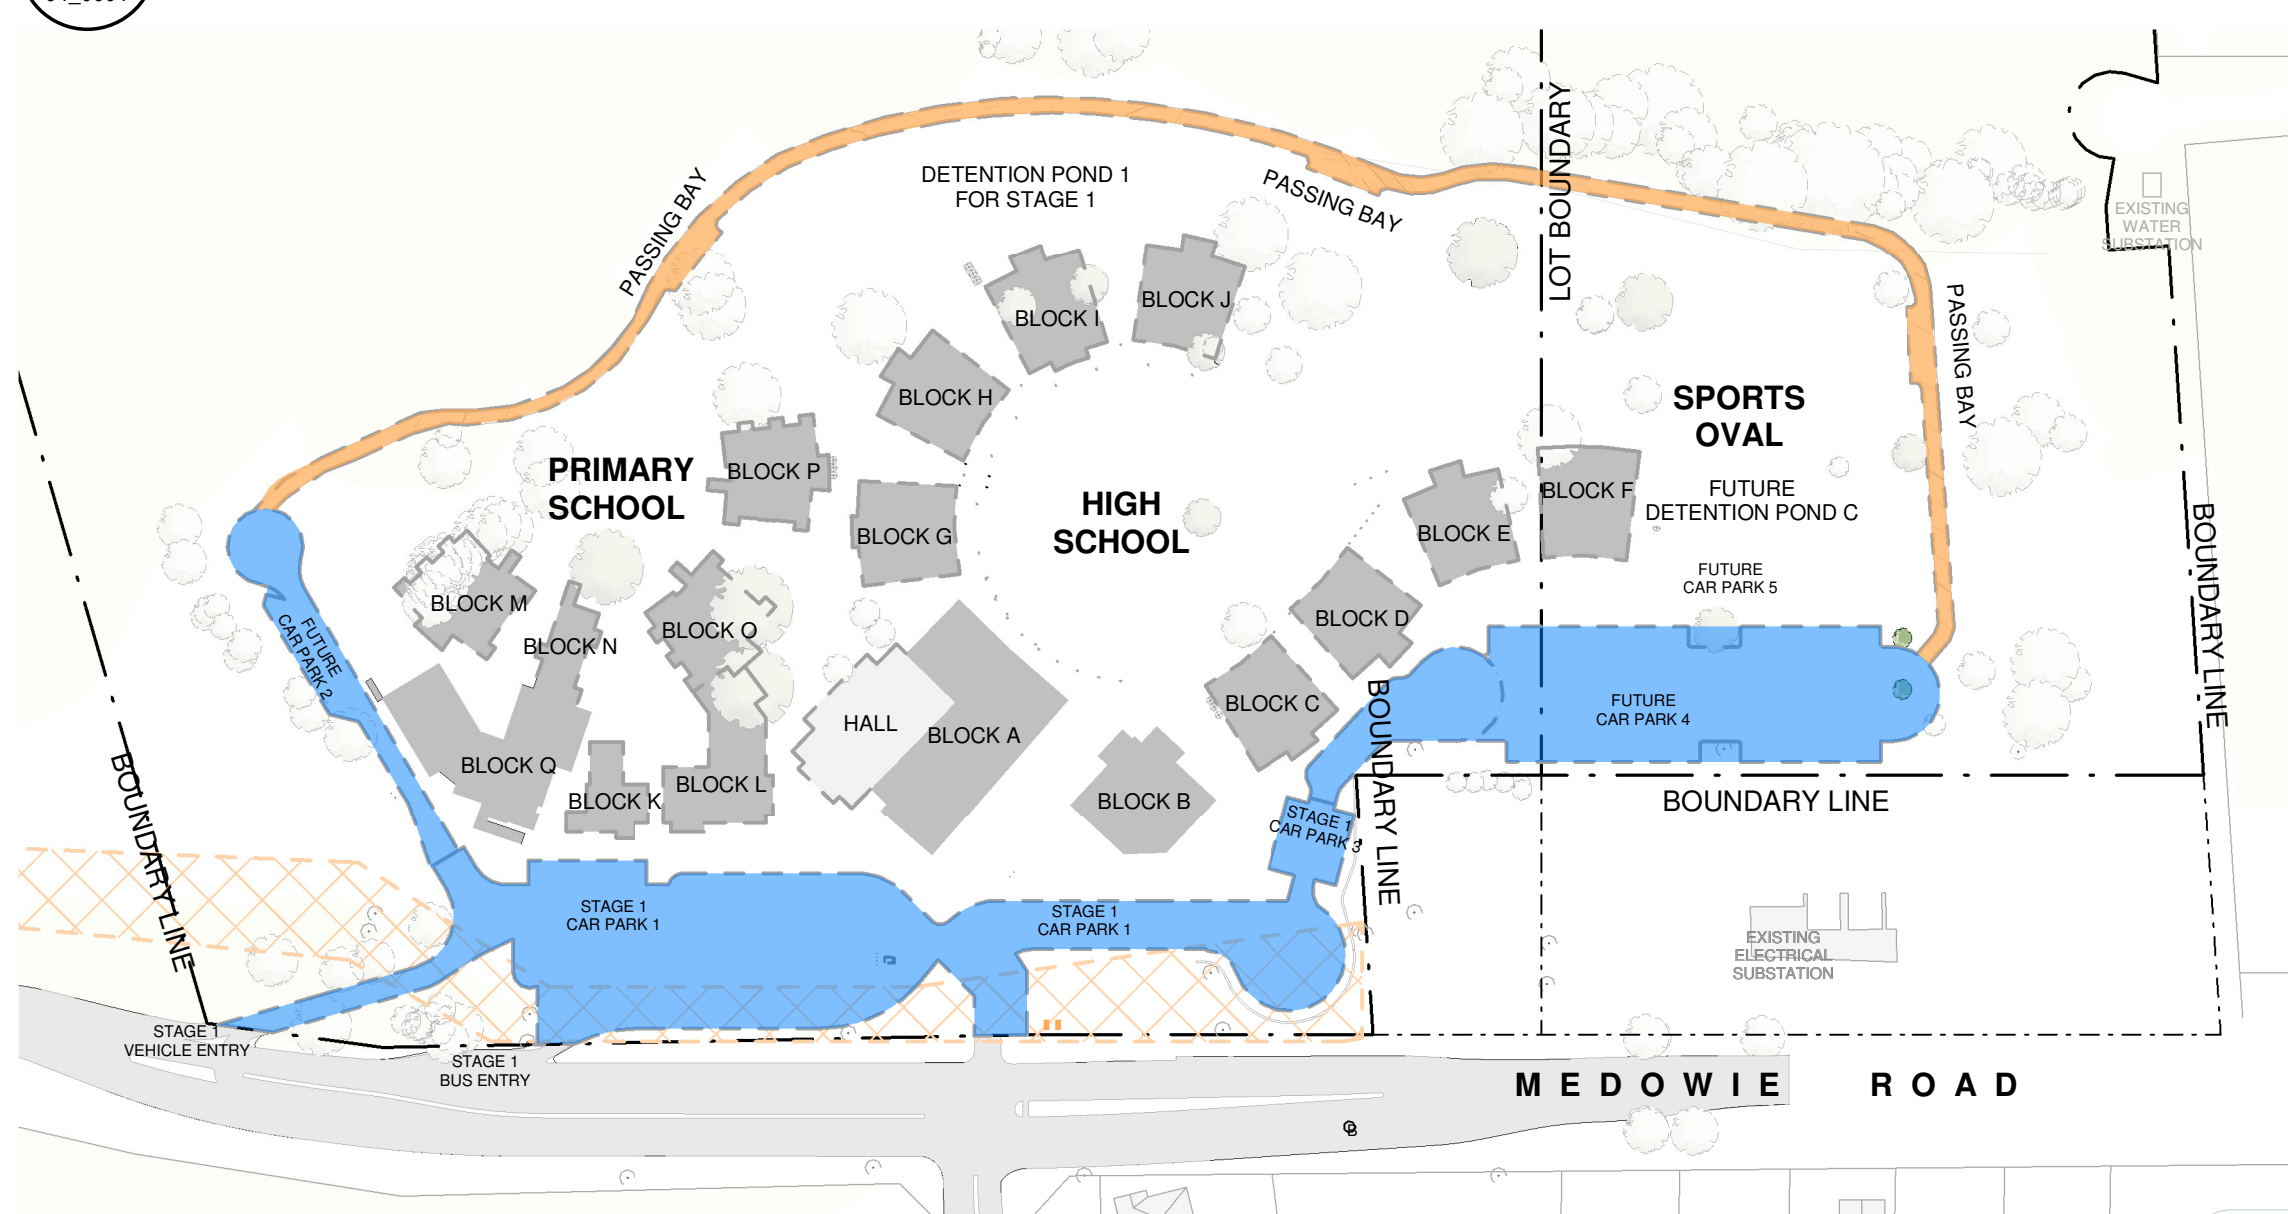 DETENTION POND 1
FOR STAGE 1
PASSING BAY
PASSING BAY
LOT BOUNDARY
EXISTING
WATER
SUBSTATION
PASSING BAY
BLOCK I
BLOCK J
BLOCK H
SPORTS
OVAL
PRIMARY
SCHOOL
BLOCK P
HIGH
SCHOOL
BLOCK G
BLOCK E
BLOCK F
FUTURE
DETENTION POND C
FUTURE
CAR PARK 5
BOUNDARY LINE
BLOCK M
BLOCK N
BLOCK O
BLOCK D
FUTURE
CAR PARK 2
HALL
BLOCK A
BLOCK C
BOUNDARY LINE
FUTURE
CAR PARK 4
BLOCK Q
BLOCK K
BLOCK L
BLOCK B
STAGE 1
CAR PARK 3
BOUNDARY LINE
BOUNDARY LINE
STAGE 1
CAR PARK 1
STAGE 1
CAR PARK 1
EXISTING
ELECTRICAL
SUBSTATION
STAGE 1
VEHICLE ENTRY
STAGE 1
BUS ENTRY
MEDOWIE ROAD